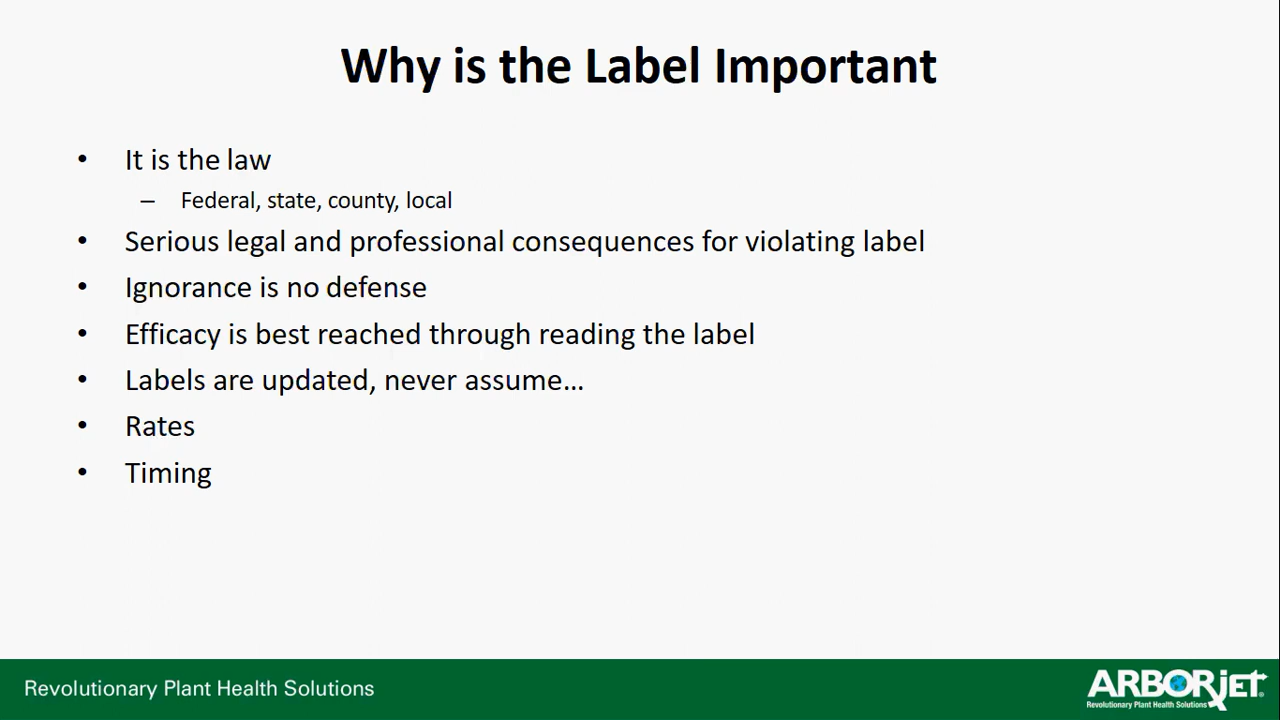 Why is the Label Important
• It is the law
– Federal, state, county, local
• Serious legal and professional consequences for violating label
• Ignorance is no defense
• Efficacy is best reached through reading the label
• Labels are updated, never assume…
• Rates
• Timing
Revolutionary Plant Health Solutions
ARBORjET®
Revolutionary Plant Health Solutions